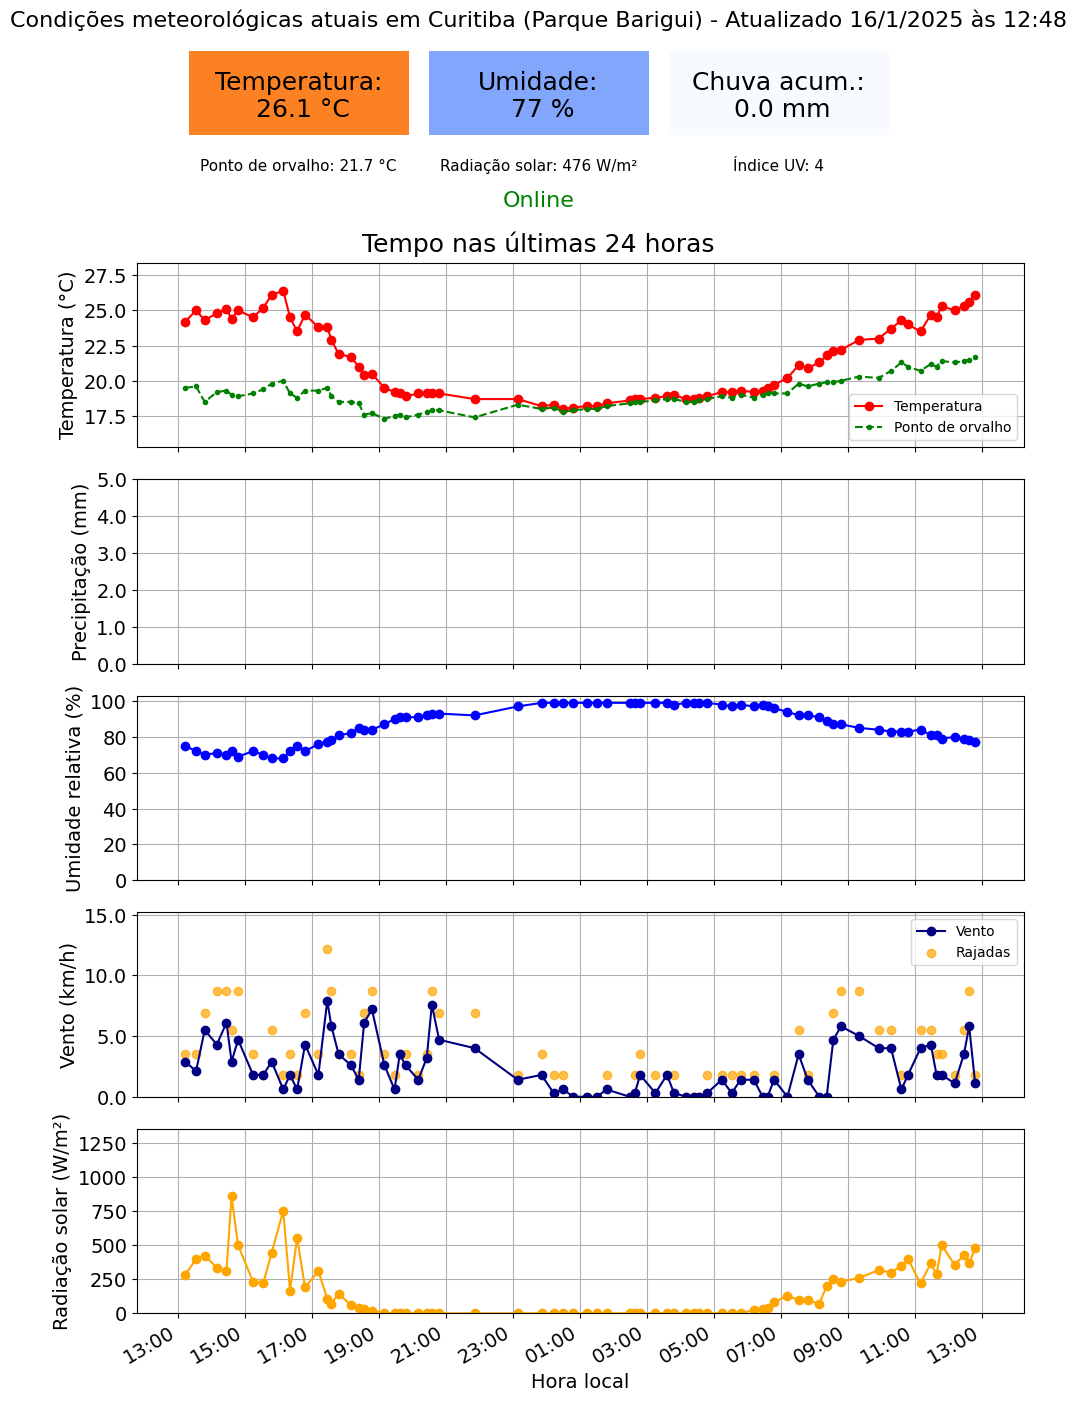 Condições meteorológicas atuais em Curitiba (Parque Barigui) - Atualizado 16/1/2025 às 12:48
Temperatura:
26.1 °C
Umidade:
77 %
Chuva acum.:
0.0 mm
Ponto de orvalho: 21.7 °C
Radiação solar: 476 W/m²
Índice UV: 4
Online
Tempo nas últimas 24 horas
Temperatura (°C)
27.5
25.0
22.5
20.0
17.5
Temperatura
Ponto de orvalho
Precipitação (mm)
5.0
4.0
3.0
2.0
1.0
0.0
Umidade relativa (%)
100
80
60
40
20
0
Vento (km/h)
15.0
10.0
5.0
0.0
Vento
Rajadas
Radiação solar (W/m²)
1250
1000
750
500
250
0
13:00
15:00
17:00
19:00
21:00
23:00
01:00
03:00
05:00
07:00
09:00
11:00
13:00
Hora local